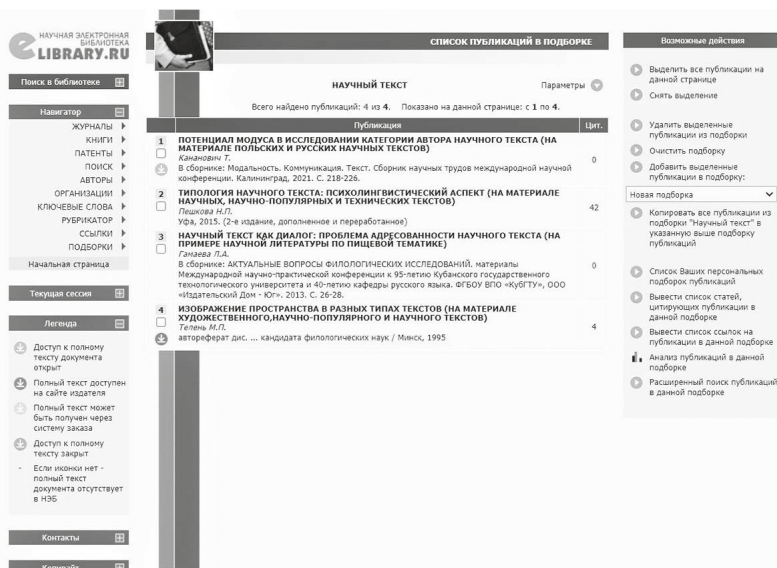 НАУЧНАЯ ЭЛЕКТРОННАЯ
БИБЛИОТЕКА
LIBRARY.RU
Поиск в библиотеке
Навигатор
ЖУРНАЛЫ
КНИГИ
ПАТЕНТЫ
ПОИСК
АВТОРЫ
ОРГАНИЗАЦИИ
КЛЮЧЕВЫЕ СЛОВА
РУБРИКАТОР
ССЫЛКИ
ПОДБОРКИ
Начальная страница
Текущая сессия
Легенда
Доступ к полному
тексту документа
открыт
Полный текст доступен
на сайте издателя
Полный текст может
быть получен через
систему заказа
Доступ к полному
тексту закрыт
- Если иконки нет -
полный текст
документа отсутствует
в НЭБ
Контакты
Копирайт
СПИСОК ПУБЛИКАЦИЙ В ПОДБОРКЕ
НАУЧНЫЙ ТЕКСТ
Параметры
Всего найдено публикаций: 4 из 4. Показано на данной странице: с 1 по 4.
Публикация Цит.
1 ПОТЕНЦИАЛ МОДУСА В ИССЛЕДОВАНИИ КАТЕГОРИИ АВТОРА НАУЧНОГО ТЕКСТА (НА
МАТЕРИАЛЕ ПОЛЬСКИХ И РУССКИХ НАУЧНЫХ ТЕКСТОВ)
Кананович Т.
В сборнике: Модальность. Коммуникация. Текст. Сборник научных трудов международной научной
конференции. Калининград, 2021. С. 218-226.
0
2 ТИПОЛОГИЯ НАУЧНОГО ТЕКСТА: ПСИХОЛИНГВИСТИЧЕСКИЙ АСПЕКТ (НА МАТЕРИАЛЕ
НАУЧНЫХ, НАУЧНО-ПОПУЛЯРНЫХ И ТЕХНИЧЕСКИХ ТЕКСТОВ)
Пешкова Н.П.
Уфа, 2015. (2-е издание, дополненное и переработанное)
42
3 НАУЧНЫЙ ТЕКСТ КАК ДИАЛОГ: ПРОБЛЕМА АДРЕСОВАННОСТИ НАУЧНОГО ТЕКСТА (НА
ПРИМЕРЕ НАУЧНОЙ ЛИТЕРАТУРЫ ПО ПИЩЕВОЙ ТЕМАТИКЕ)
Гамаева Л.А.
В сборнике: АКТУАЛЬНЫЕ ВОПРОСЫ ФИЛОЛОГИЧЕСКИХ ИССЛЕДОВАНИЙ. материалы
Международной научно-практической конференции к 95-летию Кубанского государственного
технологического университета и 40-летию кафедры русского языка. ФГБОУ ВПО «КубГТУ», ООО
«Издательский Дом - Юг». 2013. С. 26-28.
0
4 ИЗОБРАЖЕНИЕ ПРОСТРАНСТВА В РАЗНЫХ ТИПАХ ТЕКСТОВ (НА МАТЕРИАЛЕ
ХУДОЖЕСТВЕННОГО,НАУЧНО-ПОПУЛЯРНОГО И НАУЧНОГО ТЕКСТОВ)
Телень М.П.
автореферат дис. ... кандидата филологических наук / Минск, 1995
4
Возможные действия
Выделить все публикации на
данной странице
Снять выделение
Удалить выделенные
публикации из подборки
Очистить подборку
Добавить выделенные
публикации в подборку:
Новая подборка
Копировать все публикации из
подборки "Научный текст" в
указанную выше подборку
публикаций
Список Ваших персональных
подборок публикаций
Вывести список статей,
цитирующих публикации в
данной подборке
Вывести список ссылок на
публикации в данной подборке
Анализ публикаций в данной
подборке
Расширенный поиск публикаций
в данной подборке